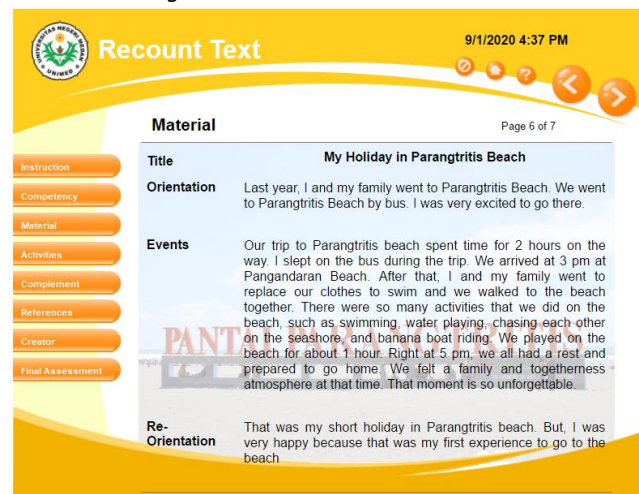 UNIVERSITAS NEGERI MEDAN
UNIMED
Recount Text
9/1/2020 4:37 PM
Material
Page 6 of 7
Instruction
Competency
Material
Activities
Complement
References
Creator
Final Assessment
Title
My Holiday in Parangtritis Beach
Orientation
Last year, I and my family went to Parangtritis Beach. We went
to Parangtritis Beach by bus. I was very excited to go there.
Events
Our trip to Parangtritis beach spent time for 2 hours on the
way. I slept on the bus during the trip. We arrived at 3 pm at
Pangandaran Beach. After that, I and my family went to
replace our clothes to swim and we walked to the beach
together. There were so many activities that we did on the
beach, such as swimming, water playing, chasing each other
on the seashore, and banana boat riding. We played on the
beach for about 1 hour. Right at 5 pm, we all had a rest and
prepared to go home. We felt a family and togetherness
atmosphere at that time. That moment is so unforgettable.
PANTAI PARANGTRITIS
Re-
Orientation
That was my short holiday in Parangtritis beach. But, I was
very happy because that was my first experience to go to the
beach